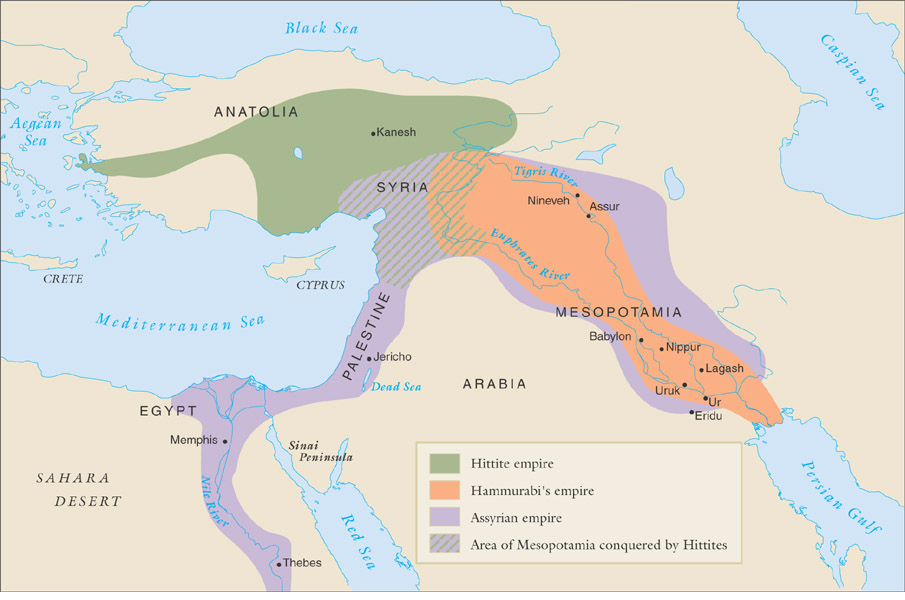 Black Sea
Caspian Sea
ANATOLIA
Aegean
Sea
Kanesh
SYRIA
Tigris River
Nineveh
Assur
Euphrates River
CRETE
CYPRUS
MESOPOTAMIA
Mediterranean Sea
PALESTINE
Babylon
Nippur
Jericho
Lagash
Dead Sea
ARABIA
Uruk
Ur
EGYPT
Eridu
Memphis
Sinai
Peninsula
SAHARA
DESERT
Nile River
Red Sea
Persian Gulf
Thebes
Hittite empire
Hammurabi's empire
Assyrian empire
Area of Mesopotamia conquered by Hittites